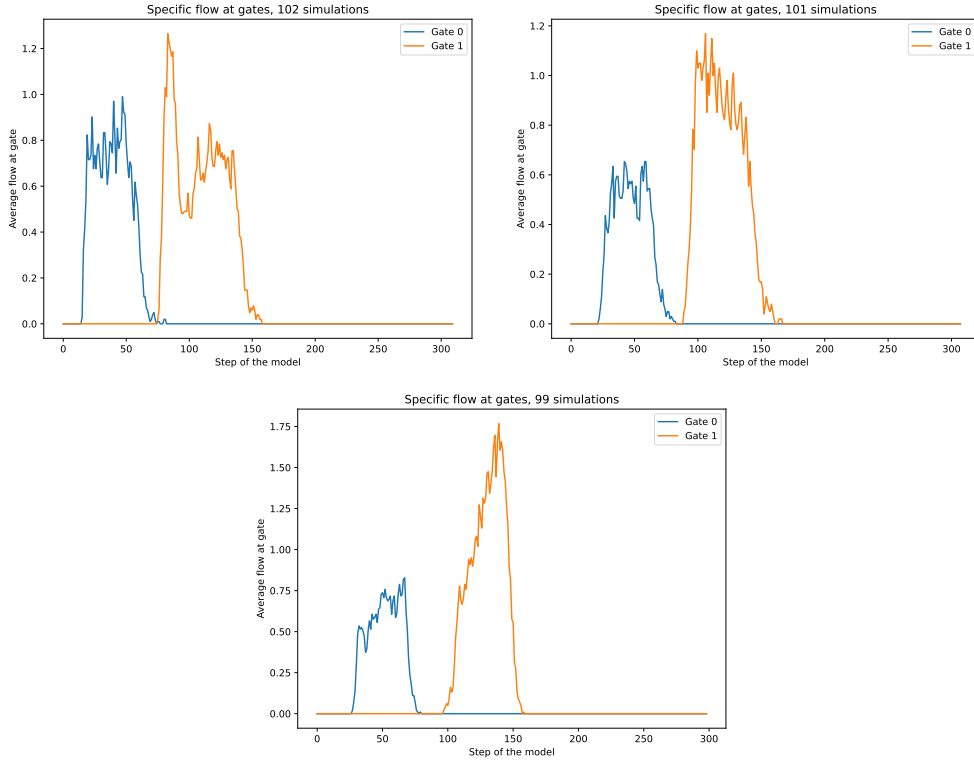 Specific flow at gates, 102 simulations
Gate 0
Gate 1
Average flow at gate
1.2
1.0
0.8
0.6
0.4
0.2
0.0
0 50 100 150 200 250 300
Step of the model
Specific flow at gates, 101 simulations
Gate 0
Gate 1
Average flow at gate
1.2
1.0
0.8
0.6
0.4
0.2
0.0
0 50 100 150 200 250 300
Step of the model
Specific flow at gates, 99 simulations
Gate 0
Gate 1
Average flow at gate
1.75
1.50
1.25
1.00
0.75
0.50
0.25
0.00
0 50 100 150 200 250 300
Step of the model